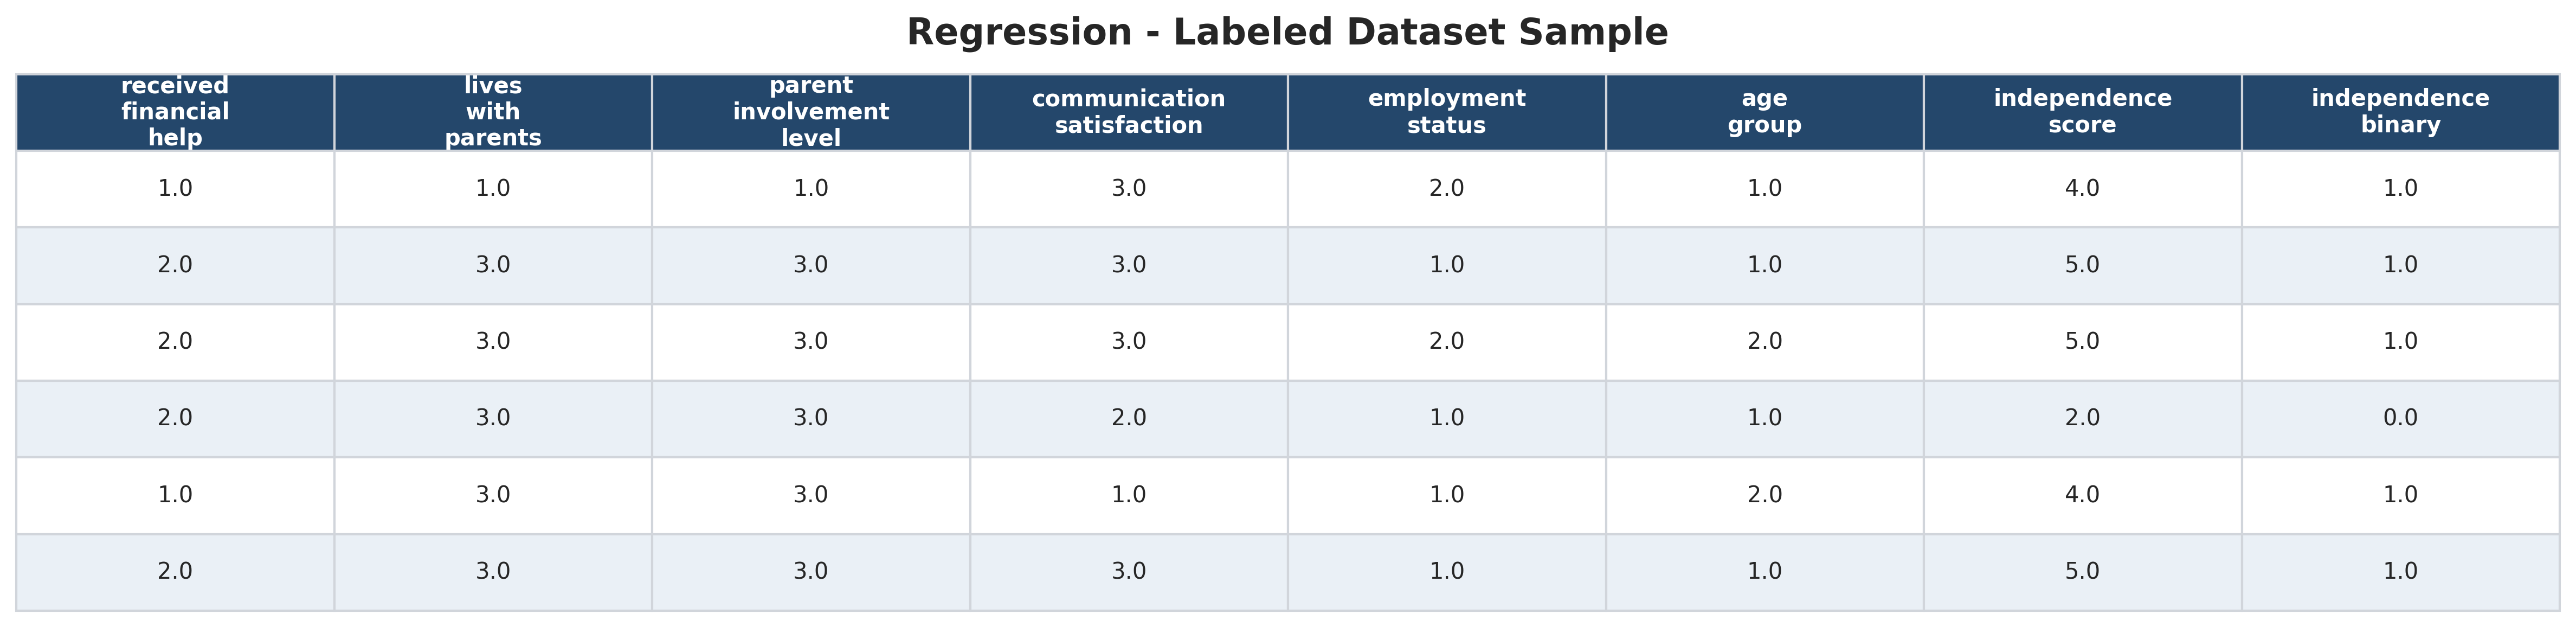 Regression - Labeled Dataset Sample
received financial help | lives with parents | parent involvement level | communication satisfaction | employment status | age group | independence score | independence binary
1.0 | 1.0 | 1.0 | 3.0 | 2.0 | 1.0 | 4.0 | 1.0
2.0 | 3.0 | 3.0 | 3.0 | 1.0 | 1.0 | 5.0 | 1.0
2.0 | 3.0 | 3.0 | 3.0 | 2.0 | 2.0 | 5.0 | 1.0
2.0 | 3.0 | 3.0 | 2.0 | 1.0 | 1.0 | 2.0 | 0.0
1.0 | 3.0 | 3.0 | 1.0 | 1.0 | 2.0 | 4.0 | 1.0
2.0 | 3.0 | 3.0 | 3.0 | 1.0 | 1.0 | 5.0 | 1.0